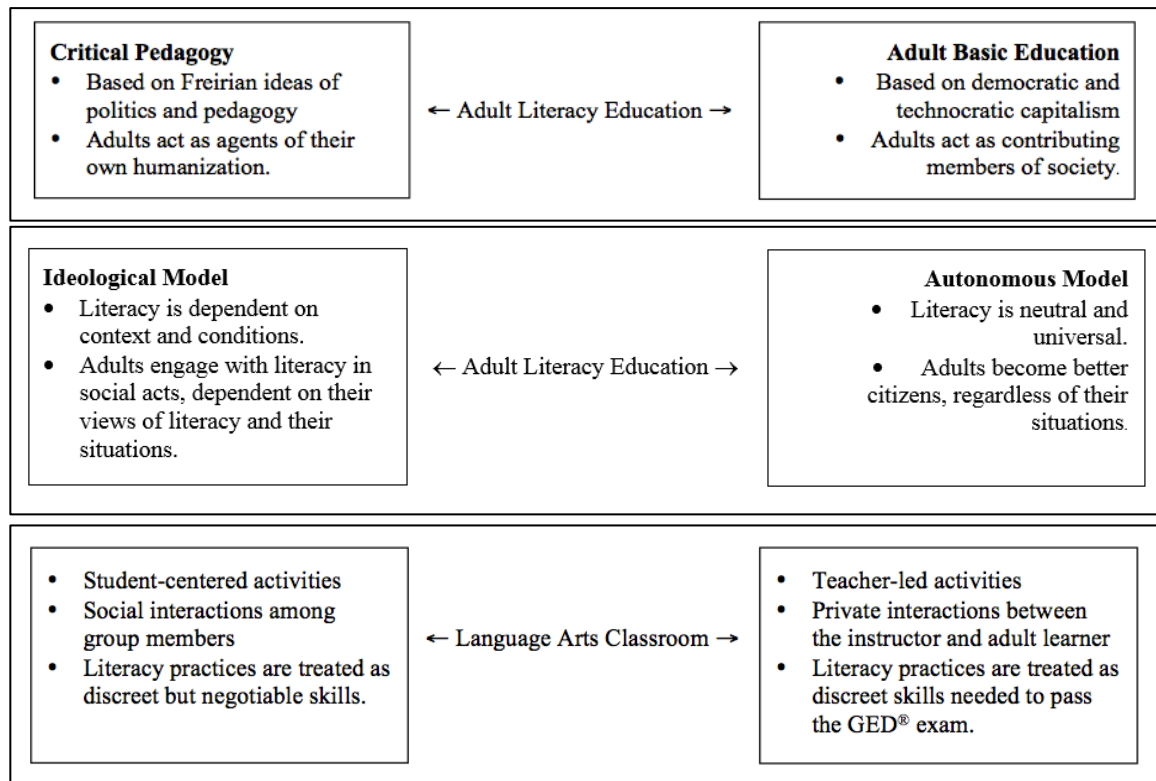 Critical Pedagogy
• Based on Freirian ideas of
politics and pedagogy
• Adults act as agents of their
own humanization.
← Adult Literacy Education →
Adult Basic Education
• Based on democratic and
technocratic capitalism
• Adults act as contributing
members of society.
Ideological Model
• Literacy is dependent on
context and conditions.
• Adults engage with literacy in
social acts, dependent on their
views of literacy and their
situations.
← Adult Literacy Education →
Autonomous Model
• Literacy is neutral and
universal.
• Adults become better
citizens, regardless of their
situations.
• Student-centered activities
• Social interactions among
group members
• Literacy practices are treated as
discreet but negotiable skills.
← Language Arts Classroom →
• Teacher-led activities
• Private interactions between
the instructor and adult learner
• Literacy practices are treated as
discreet skills needed to pass
the GED® exam.